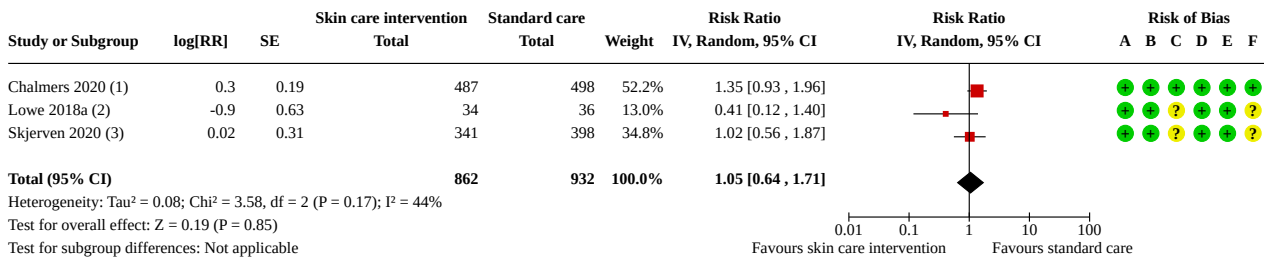 Skin care intervention Standard care Risk Ratio Risk Ratio Risk of Bias
Study or Subgroup log[RR] SE Total Total Weight IV, Random, 95% CI IV, Random, 95% CI A B C D E F
Chalmers 2020 (1) 0.3 0.19 487 498 52.2% 1.35 [0.93 , 1.96] + + + + + +
Lowe 2018a (2) -0.9 0.63 34 36 13.0% 0.41 [0.12 , 1.40] + + ? + + ?
Skjerven 2020 (3) 0.02 0.31 341 398 34.8% 1.02 [0.56 , 1.87] + + ? + + ?
Total (95% CI) 862 932 100.0% 1.05 [0.64 , 1.71]
Heterogeneity: Tau² = 0.08; Chi² = 3.58, df = 2 (P = 0.17); I² = 44%
Test for overall effect: Z = 0.19 (P = 0.85) 0.01 0.1 1 10 100
Test for subgroup differences: Not applicable Favours skin care intervention Favours standard care